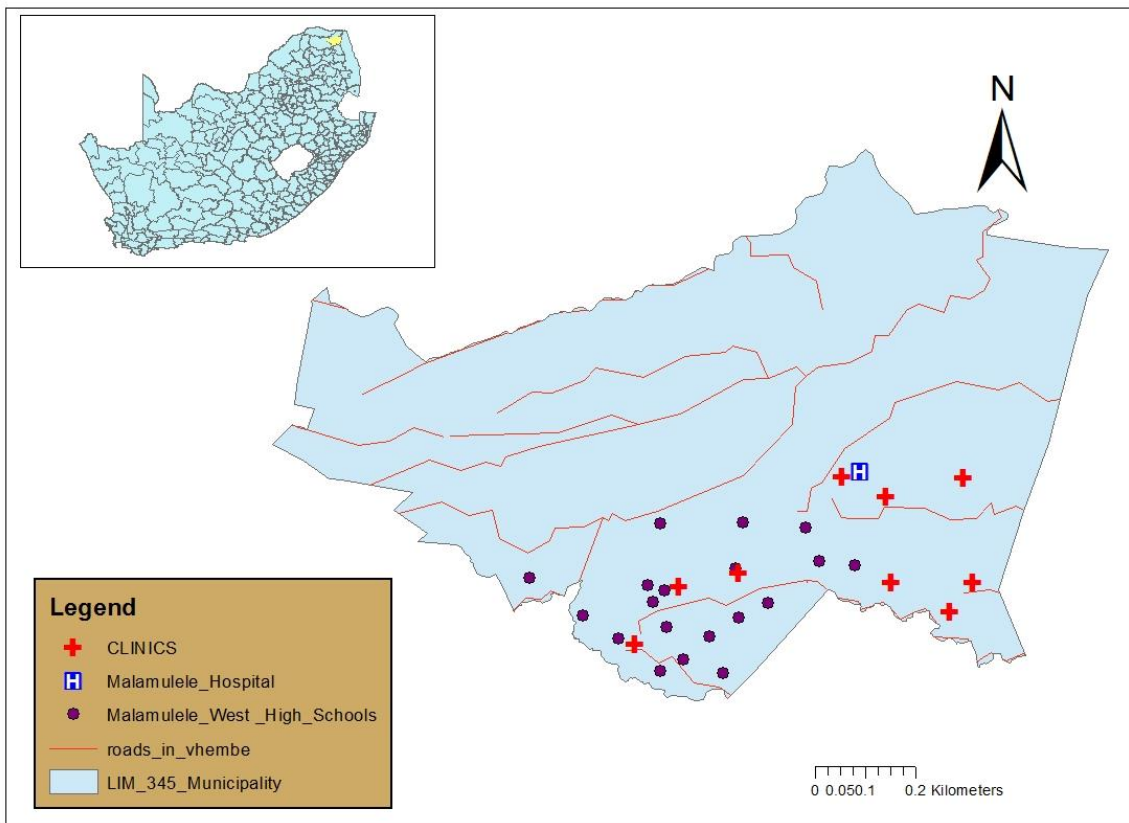 N
H
Legend
CLINICS
H Malamulele_Hospital
Malamulele_West _High_Schools
roads_in_vhembe
LIM_345_Municipality
0 0.050.1 0.2 Kilometers